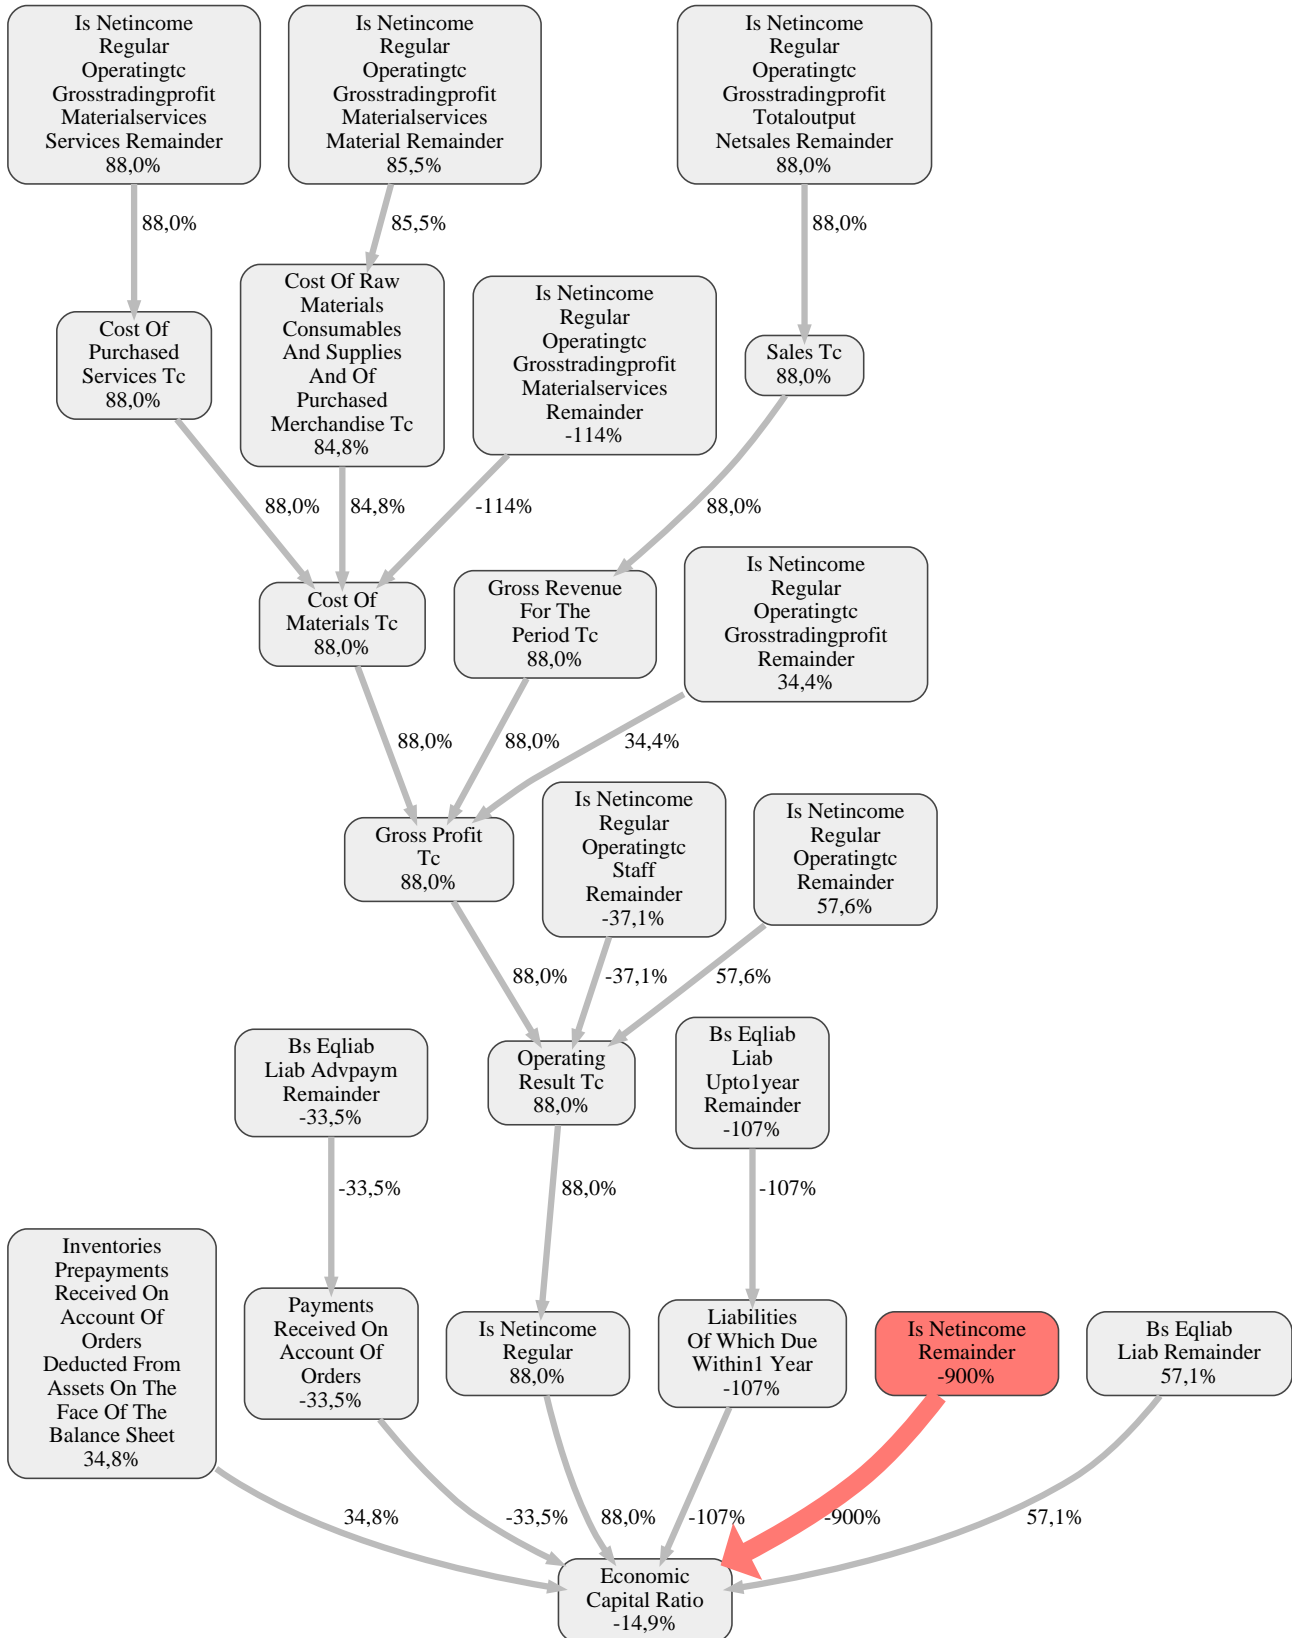 Is Netincome
Regular
Operatingtc
Grosstradingprofit
Materialservices
Services Remainder
88,0%
Is Netincome
Regular
Operatingtc
Grosstradingprofit
Materialservices
Material Remainder
85,5%
Is Netincome
Regular
Operatingtc
Grosstradingprofit
Totaloutput
Netsales Remainder
88,0%
88,0%
85,5%
88,0%
Cost Of
Purchased
Services Tc
88,0%
Cost Of Raw
Materials
Consumables
And Supplies
And Of
Purchased
Merchandise Tc
84,8%
Is Netincome
Regular
Operatingtc
Grosstradingprofit
Materialservices
Remainder
-114%
Sales Tc
88,0%
88,0%
84,8%
-114%
88,0%
Cost Of
Materials Tc
88,0%
Gross Revenue
For The
Period Tc
88,0%
Is Netincome
Regular
Operatingtc
Grosstradingprofit
Remainder
34,4%
88,0%
88,0%
34,4%
Gross Profit
Tc
88,0%
Is Netincome
Regular
Operatingtc
Staff
Remainder
-37,1%
Is Netincome
Regular
Operatingtc
Remainder
57,6%
88,0%
-37,1%
57,6%
Bs Eqliab
Liab Advpaym
Remainder
-33,5%
Operating
Result Tc
88,0%
Bs Eqliab
Liab
Upto1year
Remainder
-107%
-33,5%
88,0%
-107%
Inventories
Prepayments
Received On
Account Of
Orders
Deducted From
Assets On The
Face Of The
Balance Sheet
34,8%
Payments
Received On
Account Of
Orders
-33,5%
Is Netincome
Regular
88,0%
Liabilities
Of Which Due
Within1 Year
-107%
Is Netincome
Remainder
-900%
Bs Eqliab
Liab Remainder
57,1%
34,8%
-33,5%
88,0%
-107%
-900%
57,1%
Economic
Capital Ratio
-14,9%